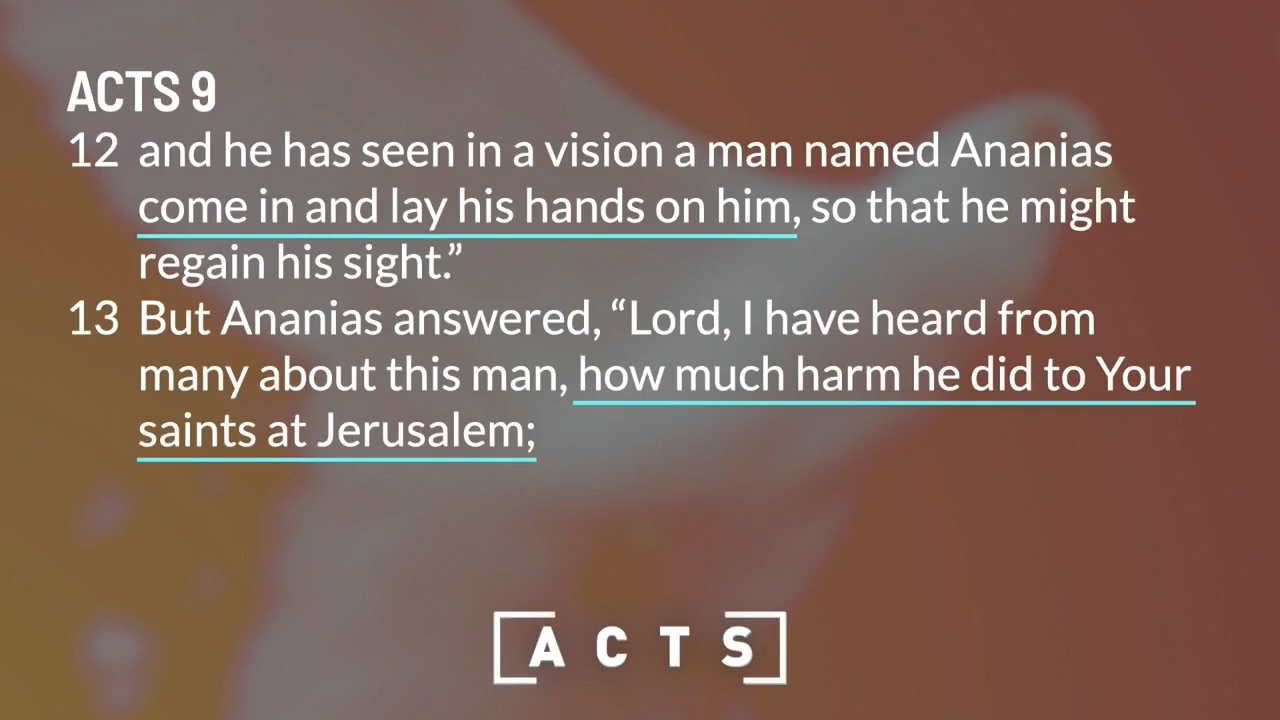 ACTS 9
12 and he has seen in a vision a man named Ananias
come in and lay his hands on him, so that he might
regain his sight.”
13 But Ananias answered, “Lord, I have heard from
many about this man, how much harm he did to Your
saints at Jerusalem;
[ACTS]